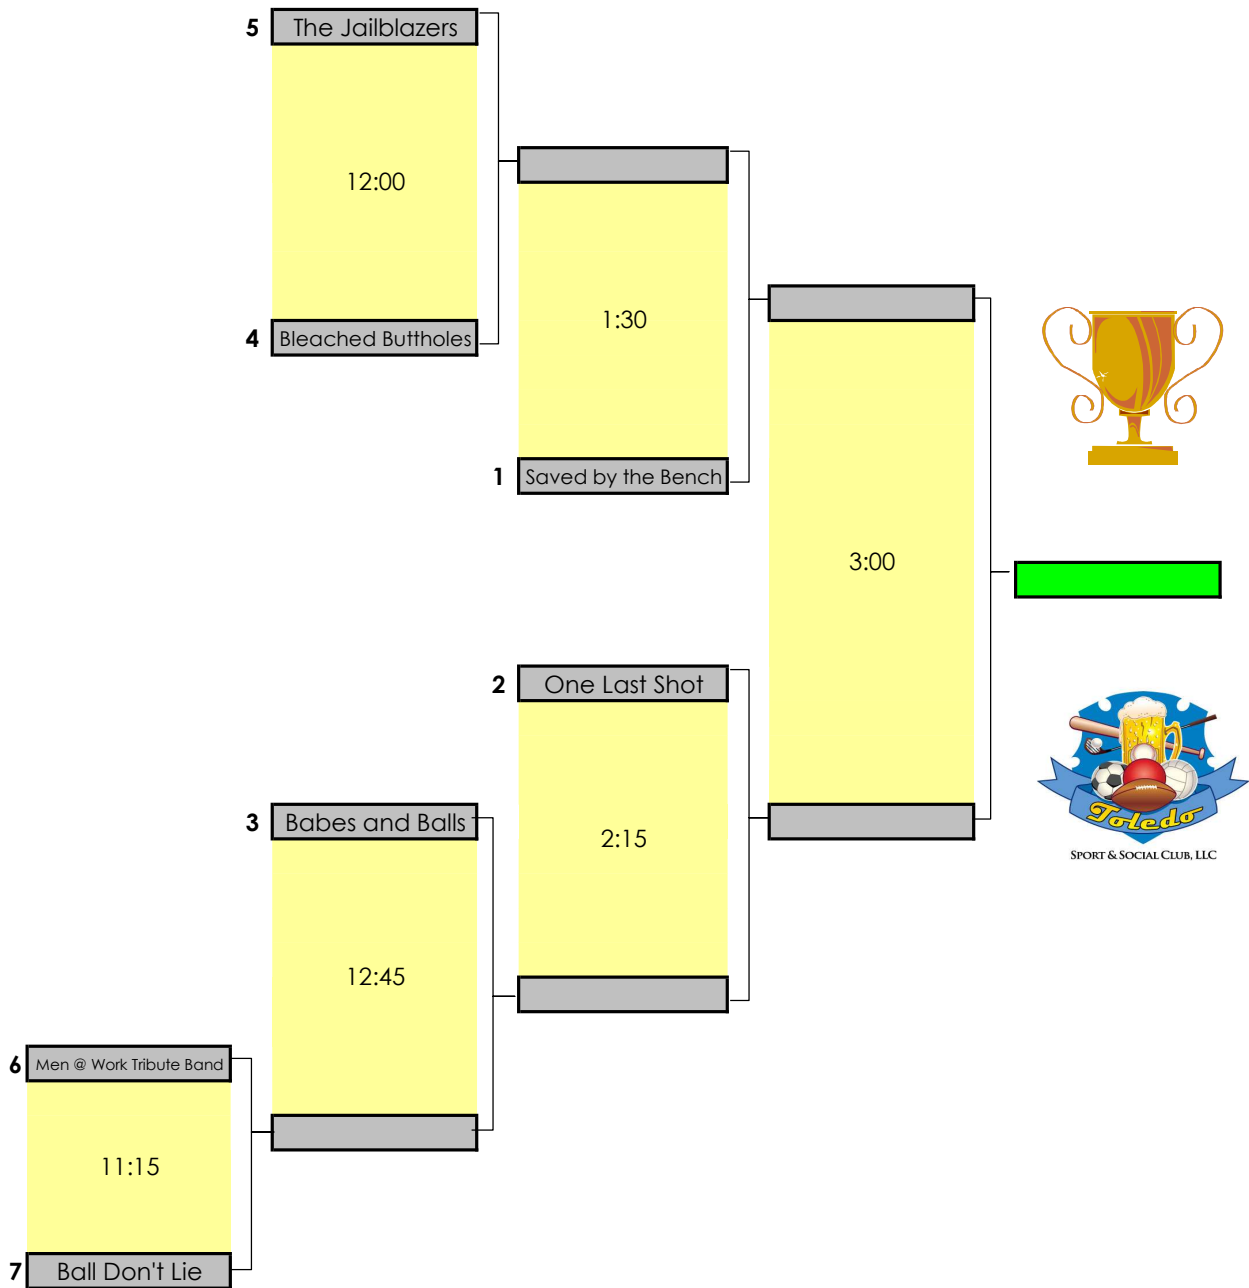 5 The Jailblazers
12:00
4 Bleached Buttholes
1:30
1 Saved by the Bench
3:00
2 One Last Shot
2:15
3 Babes and Balls
12:45
6 Men @ Work Tribute Band
11:15
7 Ball Don't Lie
Toledo
SPORT & SOCIAL CLUB, LLC